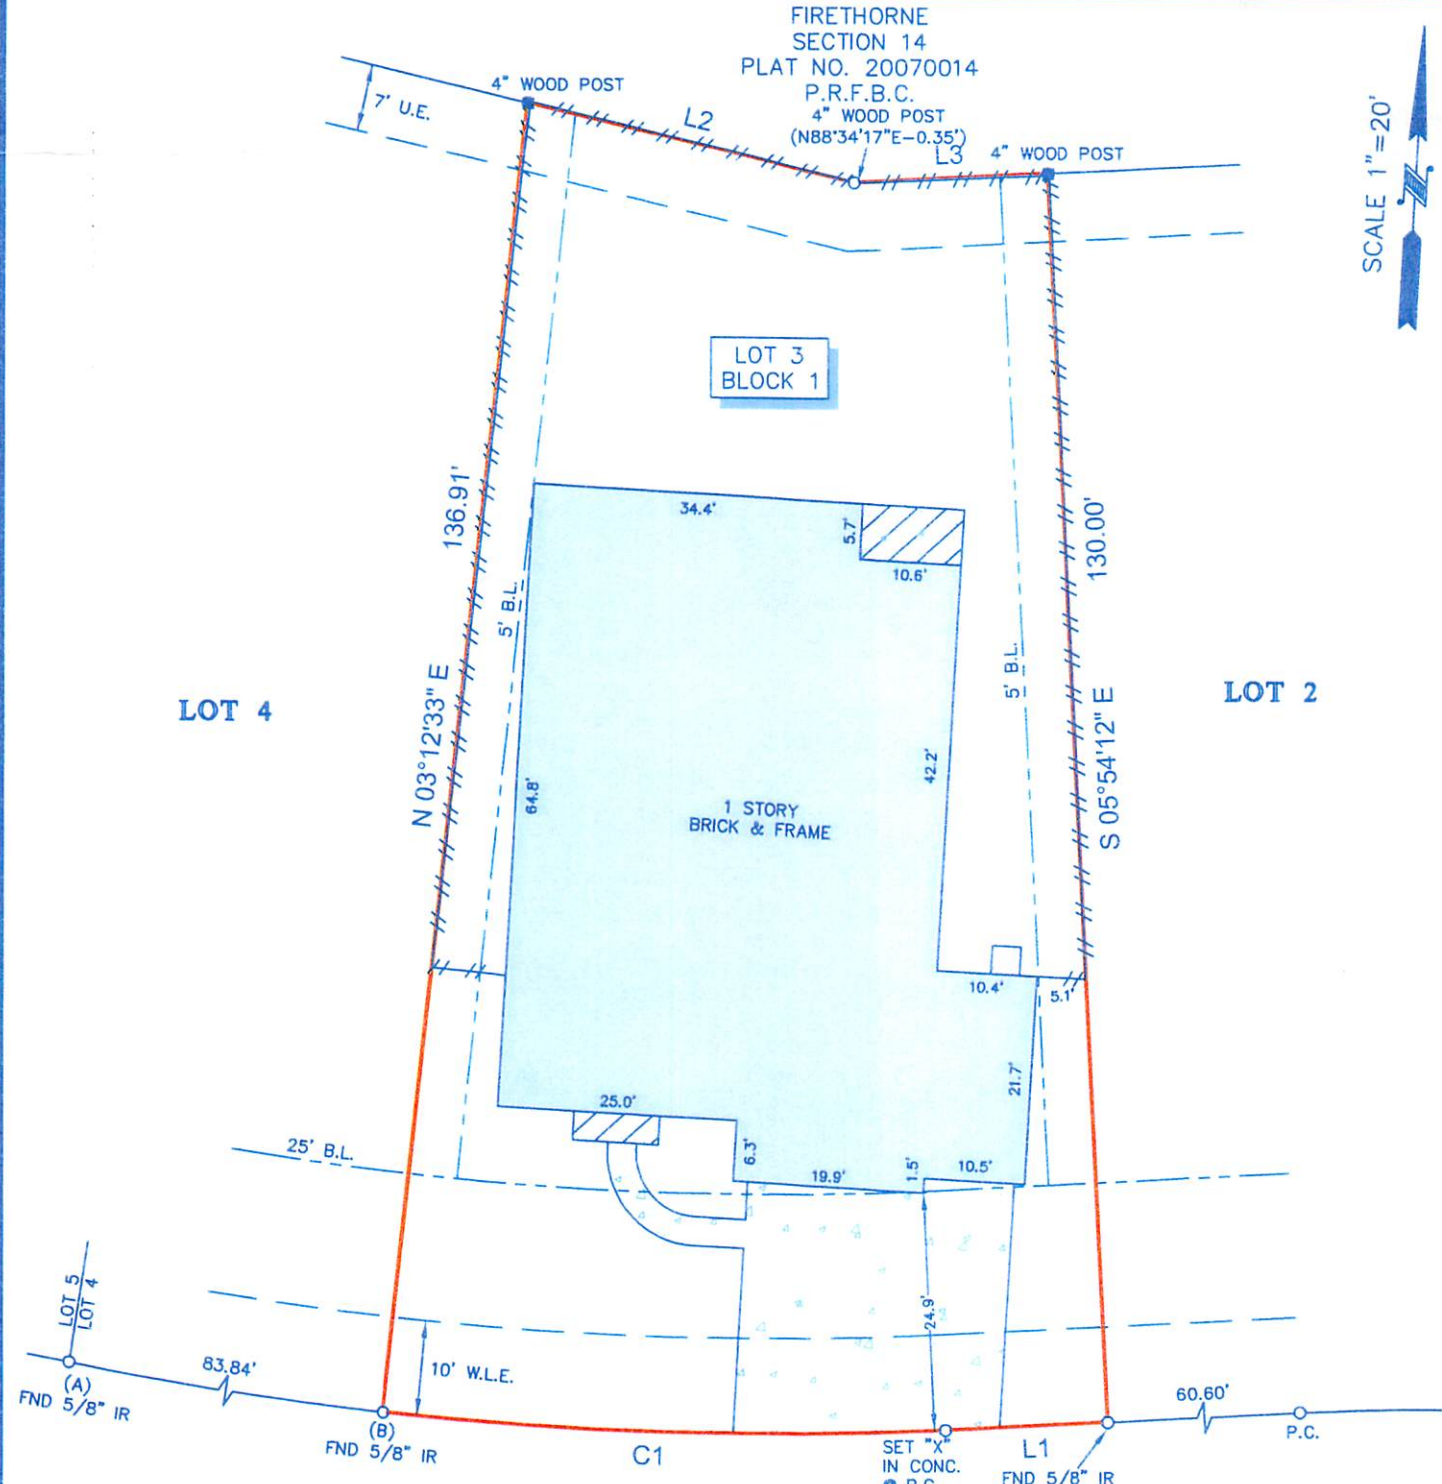 FIRETHORNE
SECTION 14
PLAT NO. 20070014
P.R.F.B.C.
4" WOOD POST
4" WOOD POST
(N88°34'17"E-0.35')
7' U.E.
L2
L3
4" WOOD POST
SCALE 1"=20'
LOT 3
BLOCK 1
136.91'
34.4'
5.7'
10.6'
130.00'
5' B.L.
5' B.L.
N 03°12'33" E
LOT 4
LOT 2
S 05°54'12" E
64.8'
42.2'
1 STORY
BRICK & FRAME
10.4'
5.1'
21.7'
25.0'
6.3'
25' B.L.
19.9'
1.5'
10.5'
24.9'
LOT 5
LOT 4
83.84'
10' W.L.E.
60.60'
(A)
FND 5/8" IR
(B)
FND 5/8" IR
C1
SET "X"
IN CONC.
@ P.C.
L1
FND 5/8" IR
P.C.